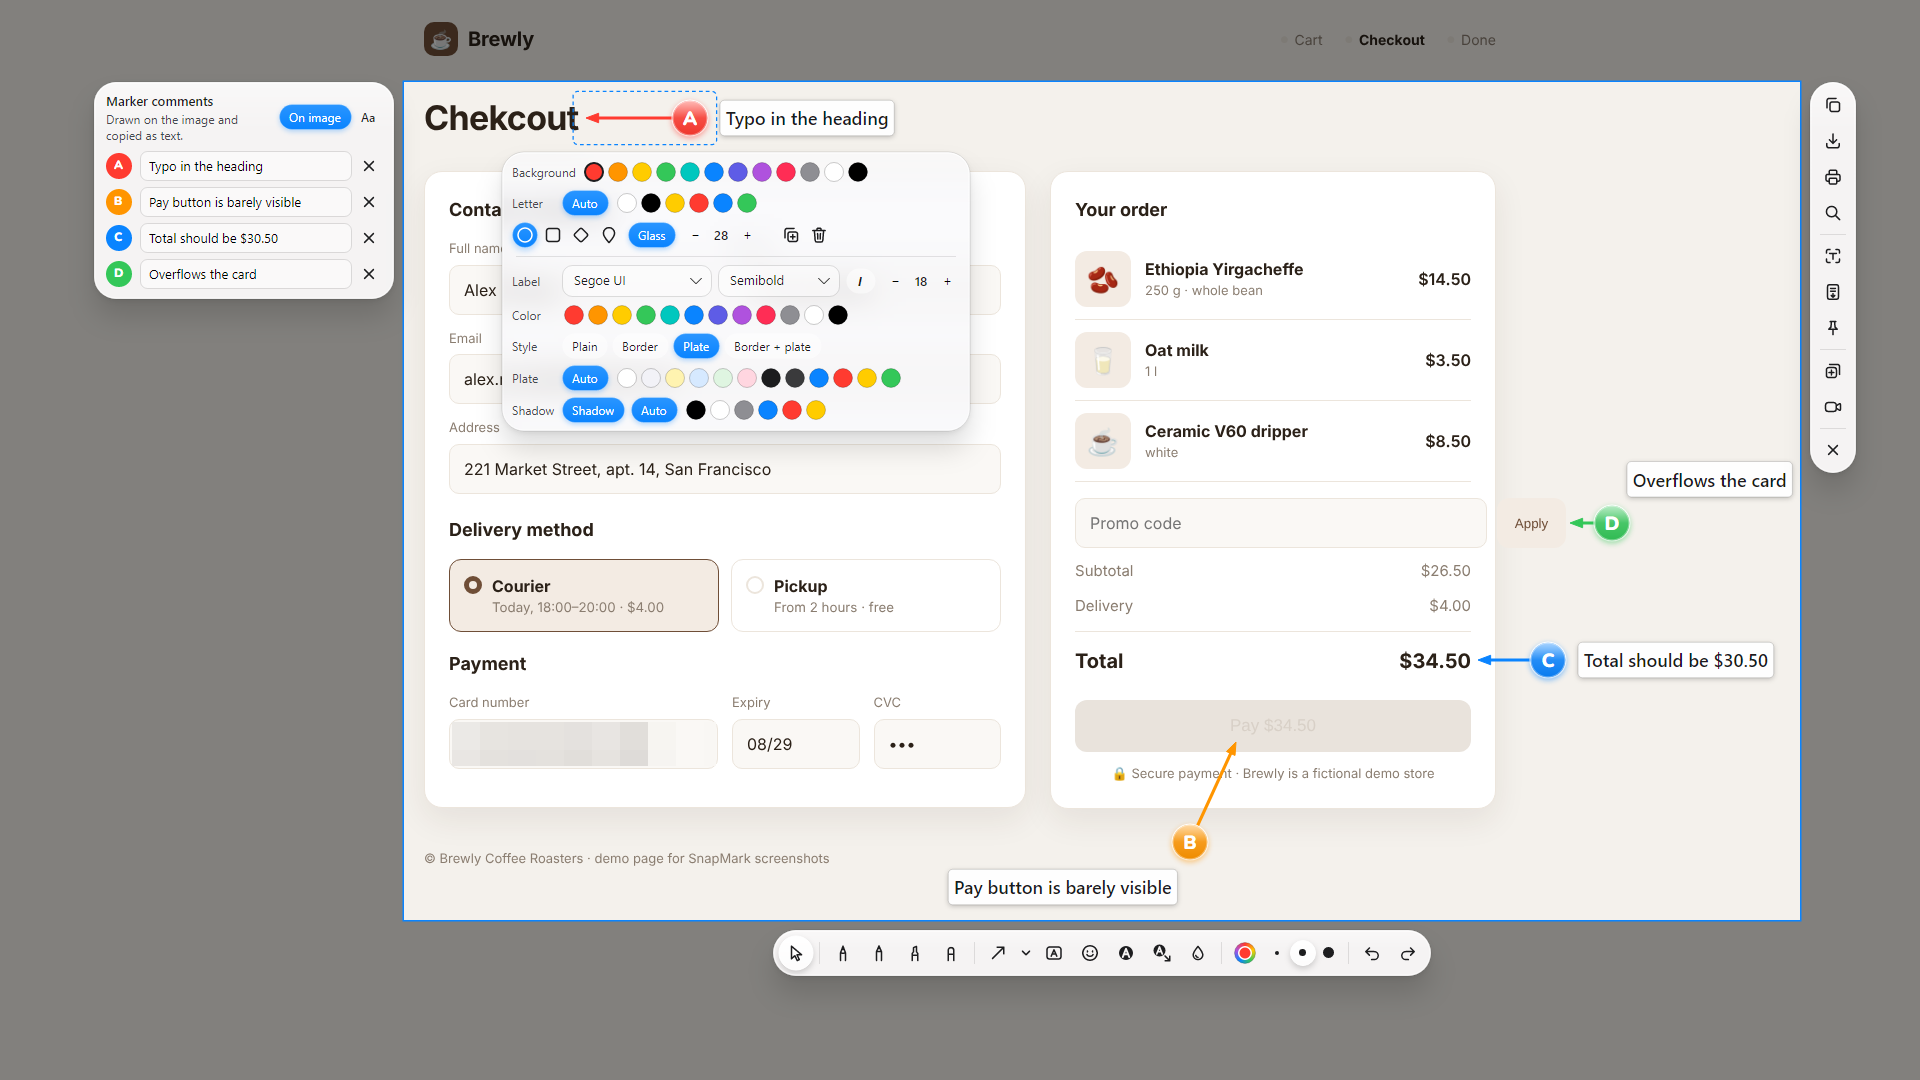 Brewly
Cart
Checkout
Done
Marker comments
Drawn on the image and
copied as text.
On image
Aa
A Typo in the heading
B Pay button is barely visible
C Total should be $30.50
D Overflows the card
Chekcout
A
Typo in the heading
Background
Letter Auto
Glass − 28 +
Label Segoe UI Semibold I − 18 +
Color
Style Plain Border Plate Border + plate
Plate Auto
Shadow Shadow Auto
Full
Email
Address
Alex
221 Market Street, apt. 14, San Francisco
Delivery method
Courier
Today, 18:00–20:00 · $4.00
Pickup
From 2 hours · free
Payment
Card number
Expiry
CVC
08/29
•••
Your order
Ethiopia Yirgacheffe $14.50
250 g · whole bean
Oat milk $3.50
1 l
Ceramic V60 dripper $8.50
white
Promo code
Apply
D
Overflows the card
Subtotal $26.50
Delivery $4.00
Total $34.50
C
Total should be $30.50
Pay $34.50
🔒 Secure payment · Brewly is a fictional demo store
B
Pay button is barely visible
© Brewly Coffee Roasters · demo page for SnapMark screenshots